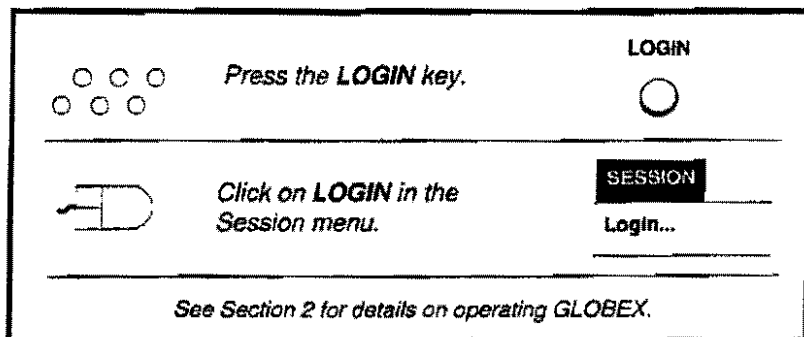 LOGIN
Press the LOGIN key.
SESSION
Click on LOGIN in the
Session menu.
Login...
See Section 2 for details on operating GLOBEX.